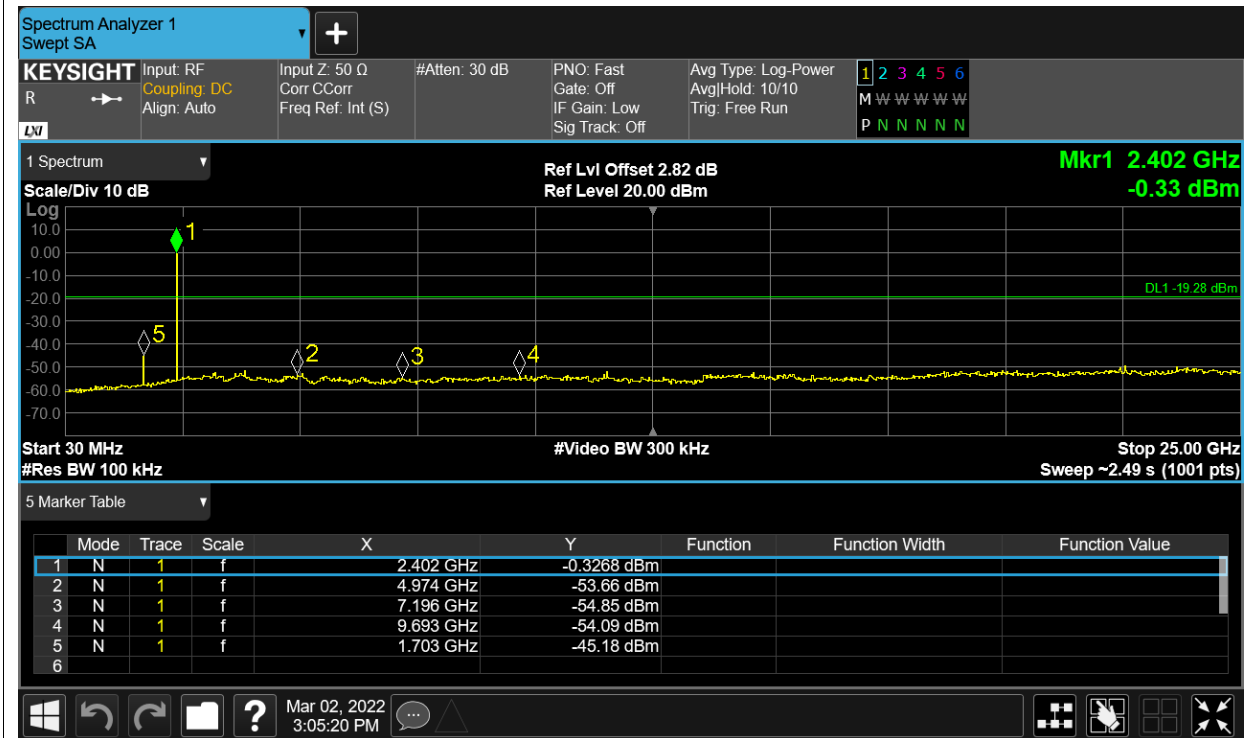 Spectrum Analyzer 1
Swept SA
+
KEYSIGHT
R
LXI
Input: RF
Coupling: DC
Align: Auto
Input Z: 50 Ω
Corr CCorr
Freq Ref: Int (S)
#Atten: 30 dB
PNO: Fast
Gate: Off
IF Gain: Low
Sig Track: Off
Avg Type: Log-Power
Avg|Hold: 10/10
Trig: Free Run
1 2 3 4 5 6
M W W W W W
P N N N N N
1 Spectrum
Scale/Div 10 dB
Ref Lvl Offset 2.82 dB
Ref Level 20.00 dBm
Mkr1 2.402 GHz
-0.33 dBm
Log
10.0
0.00
-10.0
-20.0
-30.0
-40.0
-50.0
-60.0
-70.0
1
5
2
3
4
DL1 -19.28 dBm
Start 30 MHz
#Video BW 300 kHz
Stop 25.00 GHz
#Res BW 100 kHz
Sweep ~2.49 s (1001 pts)
5 Marker Table
Mode Trace Scale X Y Function Function Width Function Value
1 N 1 f 2.402 GHz -0.3268 dBm
2 N 1 f 4.974 GHz -53.66 dBm
3 N 1 f 7.196 GHz -54.85 dBm
4 N 1 f 9.693 GHz -54.09 dBm
5 N 1 f 1.703 GHz -45.18 dBm
6
?
Mar 02, 2022
3:05:20 PM